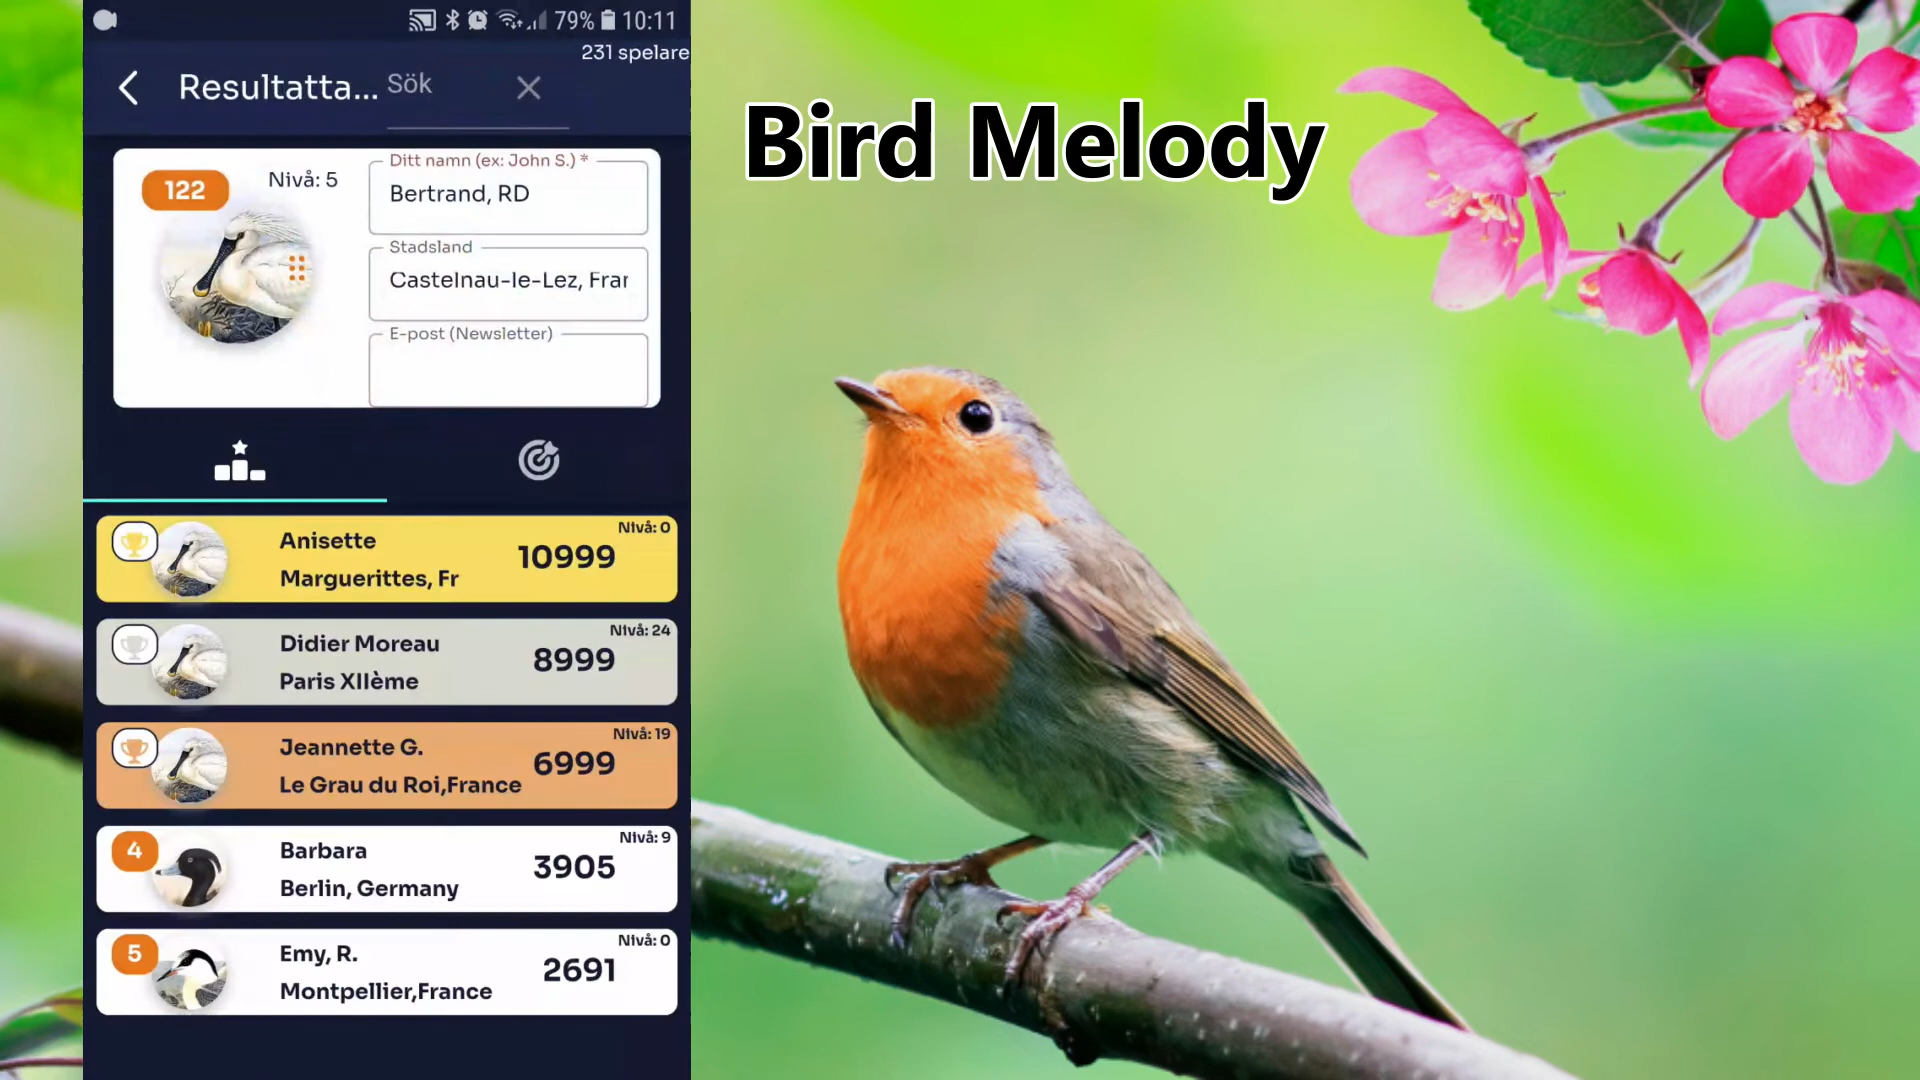 79% 10:11
231 spelare
Resultatta... Sök
122
Nivå: 5
Ditt namn (ex: John S.) *
Bertrand, RD
Stadsland
Castelnau-le-Lez, Frar
E-post (Newsletter)
Nivå: 0
Anisette
10999
Marguerittes, Fr
Nivå: 24
Didier Moreau
8999
Paris XIIème
Nivå: 19
Jeannette G.
6999
Le Grau du Roi,France
4
Nivå: 9
Barbara
3905
Berlin, Germany
5
Nivå: 0
Emy, R.
2691
Montpellier,France
Bird Melody